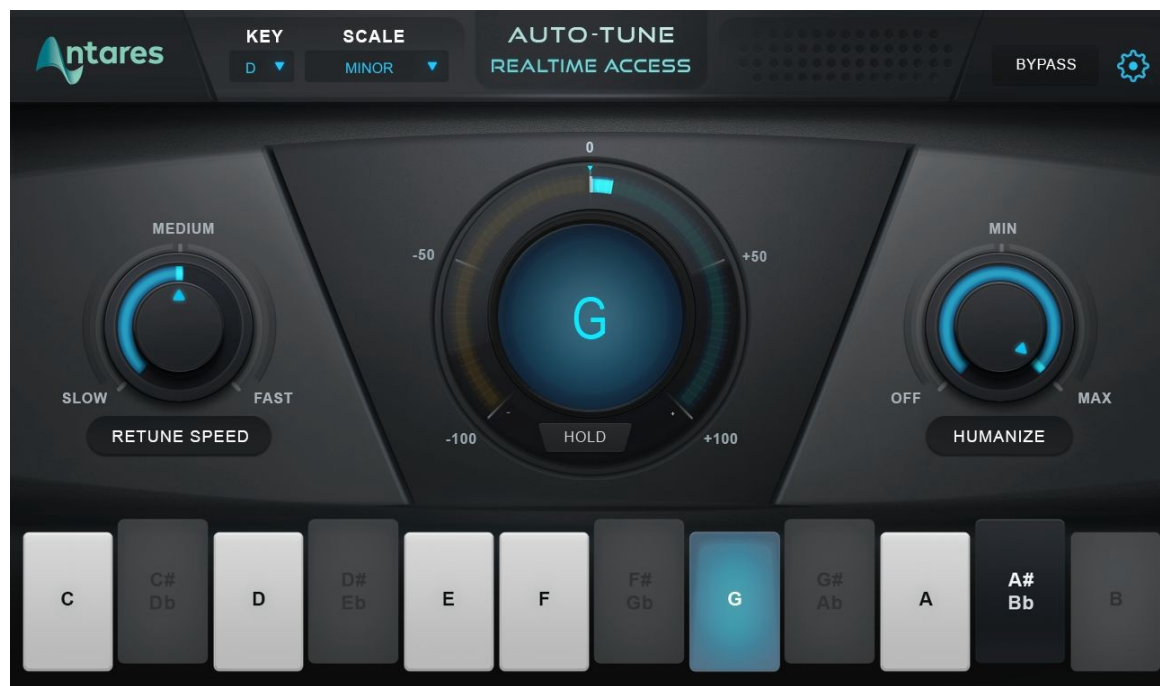 Antares
KEY
SCALE
D
MINOR
AUTO-TUNE
REALTIME ACCESS
BYPASS
0
-50
+50
-100
+100
-
+
G
HOLD
MEDIUM
SLOW
FAST
RETUNE SPEED
MIN
OFF
MAX
HUMANIZE
C
C#
Db
D
D#
Eb
E
F
F#
Gb
G
G#
Ab
A
A#
Bb
B